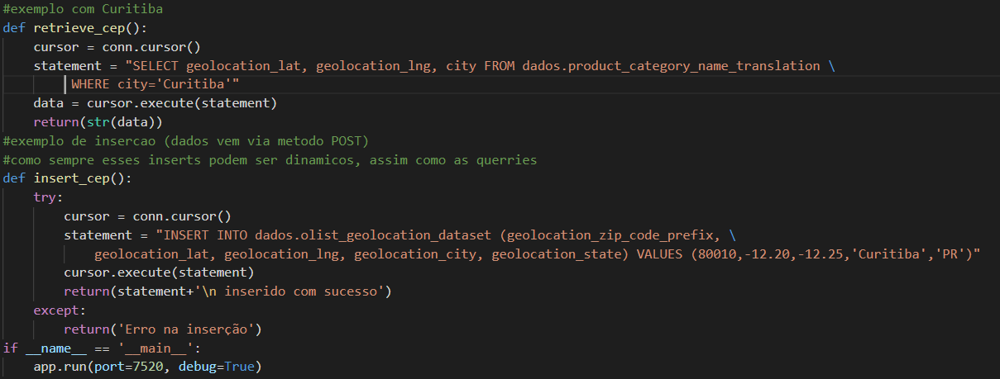 #exemplo com Curitiba
def retrieve_cep():
    cursor = conn.cursor()
    statement = "SELECT geolocation_lat, geolocation_lng, city FROM dados.product_category_name_translation \
        WHERE city='Curitiba'"
    data = cursor.execute(statement)
    return(str(data))
#exemplo de insercao (dados vem via metodo POST)
#como sempre esses inserts podem ser dinamicos, assim como as querries
def insert_cep():
    try:
        cursor = conn.cursor()
        statement = "INSERT INTO dados.olist_geolocation_dataset (geolocation_zip_code_prefix, \
            geolocation_lat, geolocation_lng, geolocation_city, geolocation_state) VALUES (80010,-12.20,-12.25,'Curitiba','PR')"
        cursor.execute(statement)
        return(statement+'\n inserido com sucesso')
    except:
        return('Erro na inserção')
if __name__ == '__main__':
    app.run(port=7520, debug=True)